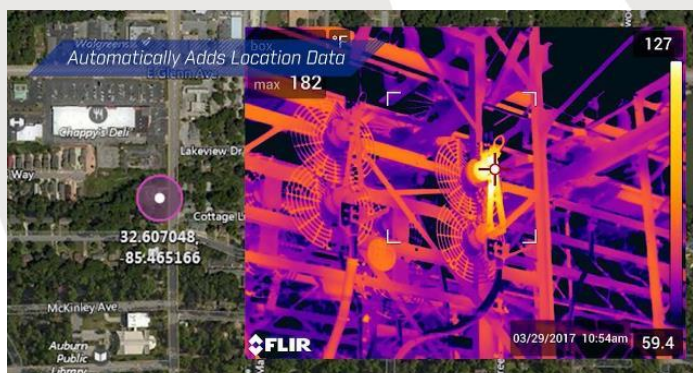 Walgreens
Automatically Adds Location Data
E Glenn Ave
box
°F
max 182
127
Chappy's Deli
Lakeview Dr
Way
Cottage L
32.607048,
-85.465166
McKinley Ave
Auburn
Public
Library
FLIR
03/29/2017 10:54am
59.4